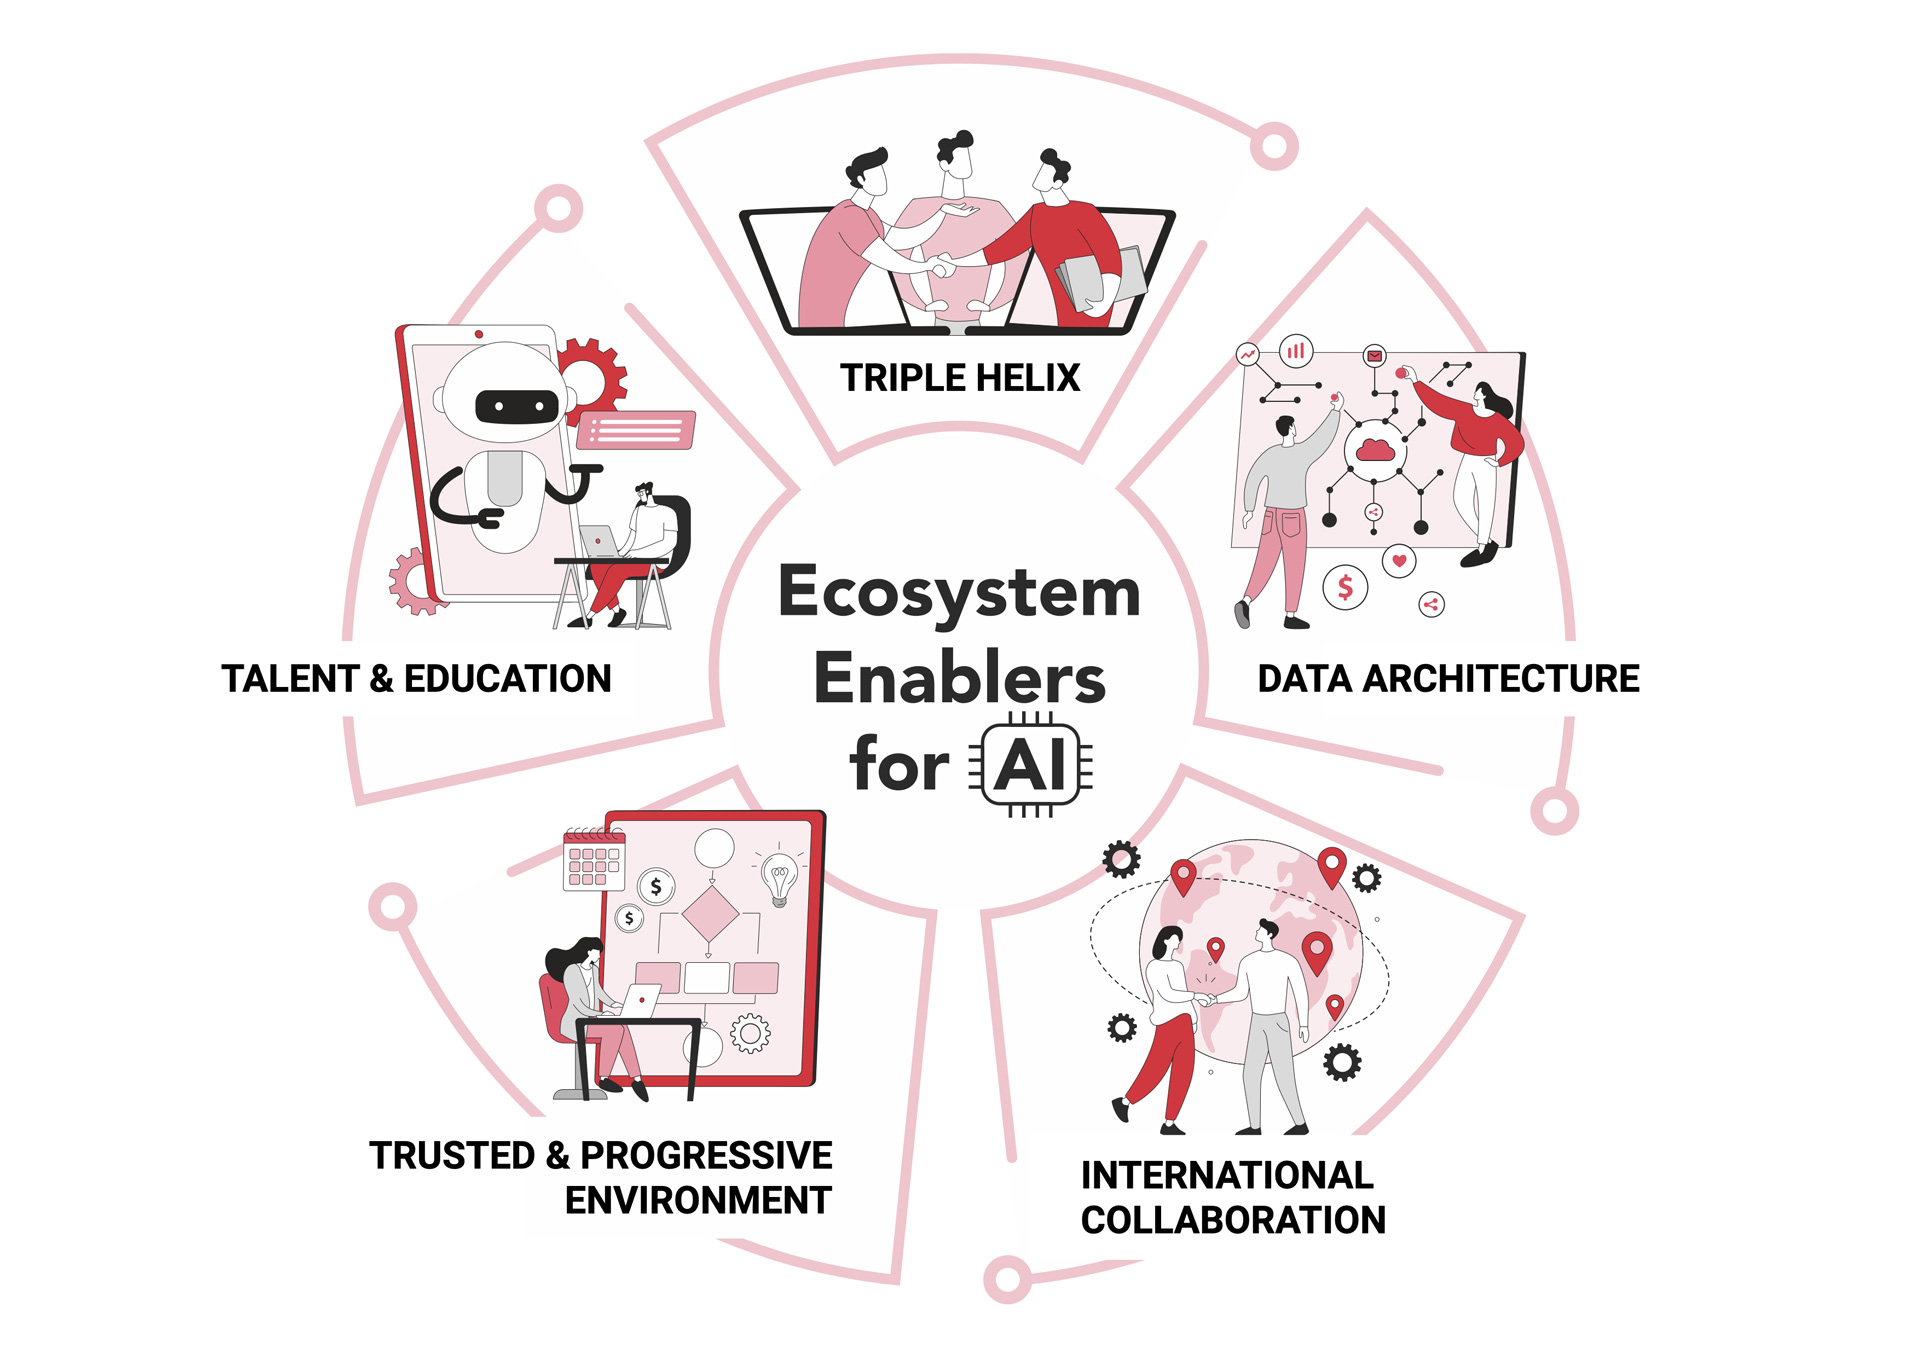 TRIPLE HELIX
TALENT & EDUCATION
DATA ARCHITECTURE
Ecosystem
Enablers
for AI
$
$
$
TRUSTED & PROGRESSIVE
ENVIRONMENT
INTERNATIONAL
COLLABORATION